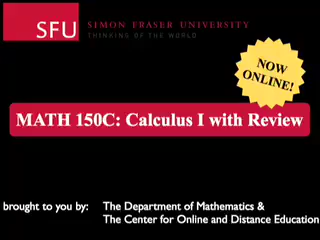 SFU
SIMON FRASER UNIVERSITY
THINKING OF THE WORLD
NOW
ONLINE!
MATH 150C: Calculus I with Review
brought to you by: The Department of Mathematics &
The Center for Online and Distance Education